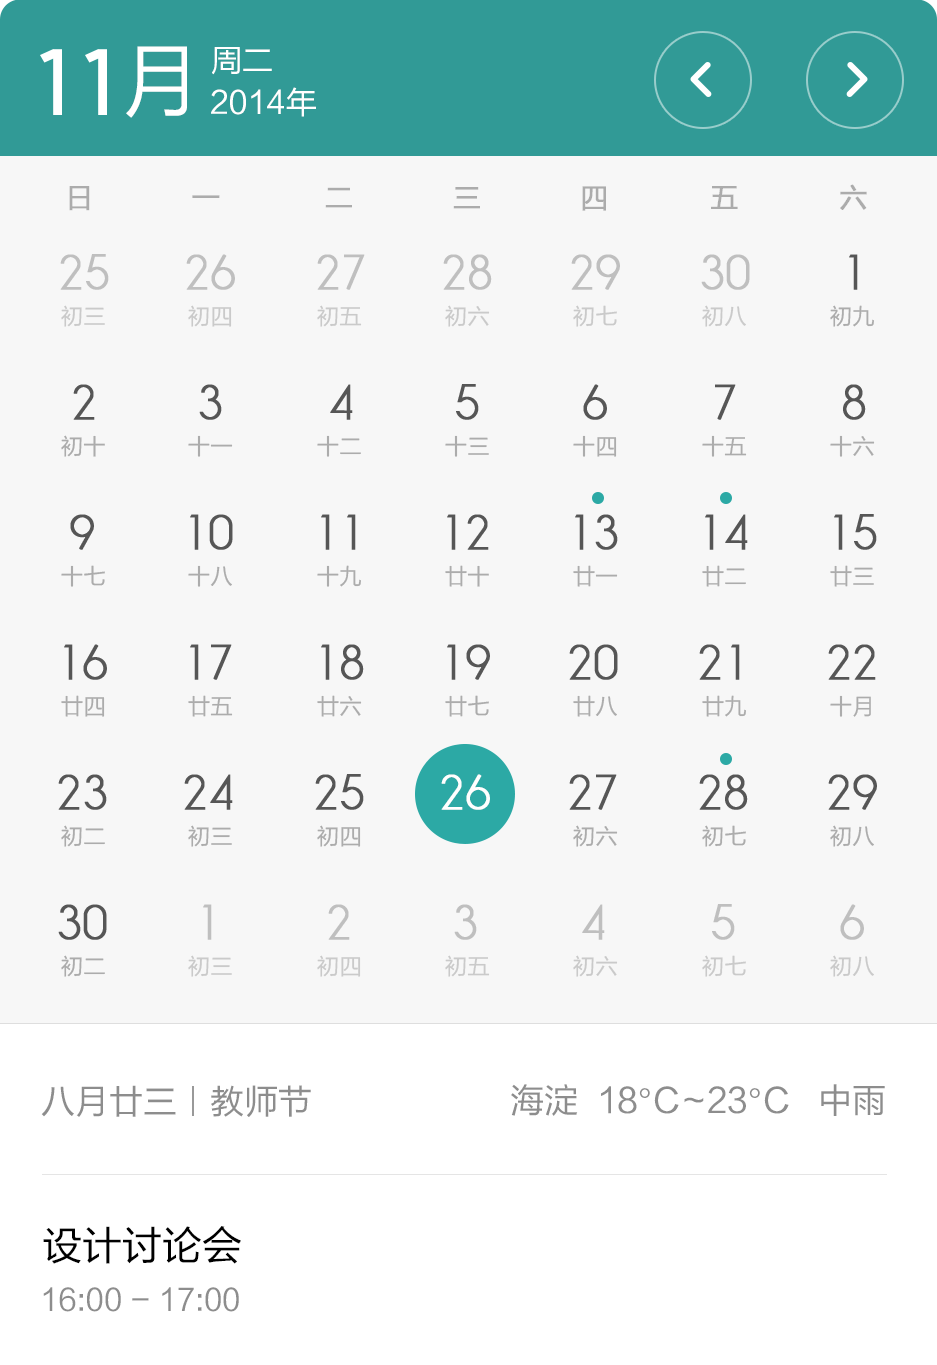 11月 周二
2014年
日 一 二 三 四 五 六
25 26 27 28 29 30 1
初三 初四 初五 初六 初七 初八 初九
2 3 4 5 6 7 8
初十 十一 十二 十三 十四 十五 十六
9 10 11 12 13 14 15
十七 十八 十九 廿十 廿一 廿二 廿三
16 17 18 19 20 21 22
廿四 廿五 廿六 廿七 廿八 廿九 十月
23 24 25 26 27 28 29
初二 初三 初四 初六 初七 初八
30 1 2 3 4 5 6
初二 初三 初四 初五 初六 初七 初八
八月廿三 | 教师节 海淀 18°C~23°C 中雨
设计讨论会
16:00 – 17:00